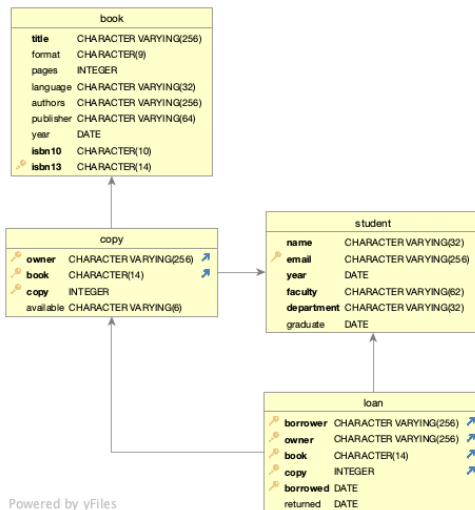 book
title CHARACTER VARYING(256)
format CHARACTER(9)
pages INTEGER
language CHARACTER VARYING(32)
authors CHARACTER VARYING(256)
publisher CHARACTER VARYING(64)
year DATE
isbn10 CHARACTER(10)
isbn13 CHARACTER(14)
copy
owner CHARACTER VARYING(256)
book CHARACTER(14)
copy INTEGER
available CHARACTER VARYING(6)
student
name CHARACTER VARYING(32)
email CHARACTER VARYING(256)
year DATE
faculty CHARACTER VARYING(62)
department CHARACTER VARYING(32)
graduate DATE
loan
borrower CHARACTER VARYING(256)
owner CHARACTER VARYING(256)
book CHARACTER(14)
copy INTEGER
borrowed DATE
returned DATE
Powered by yFiles